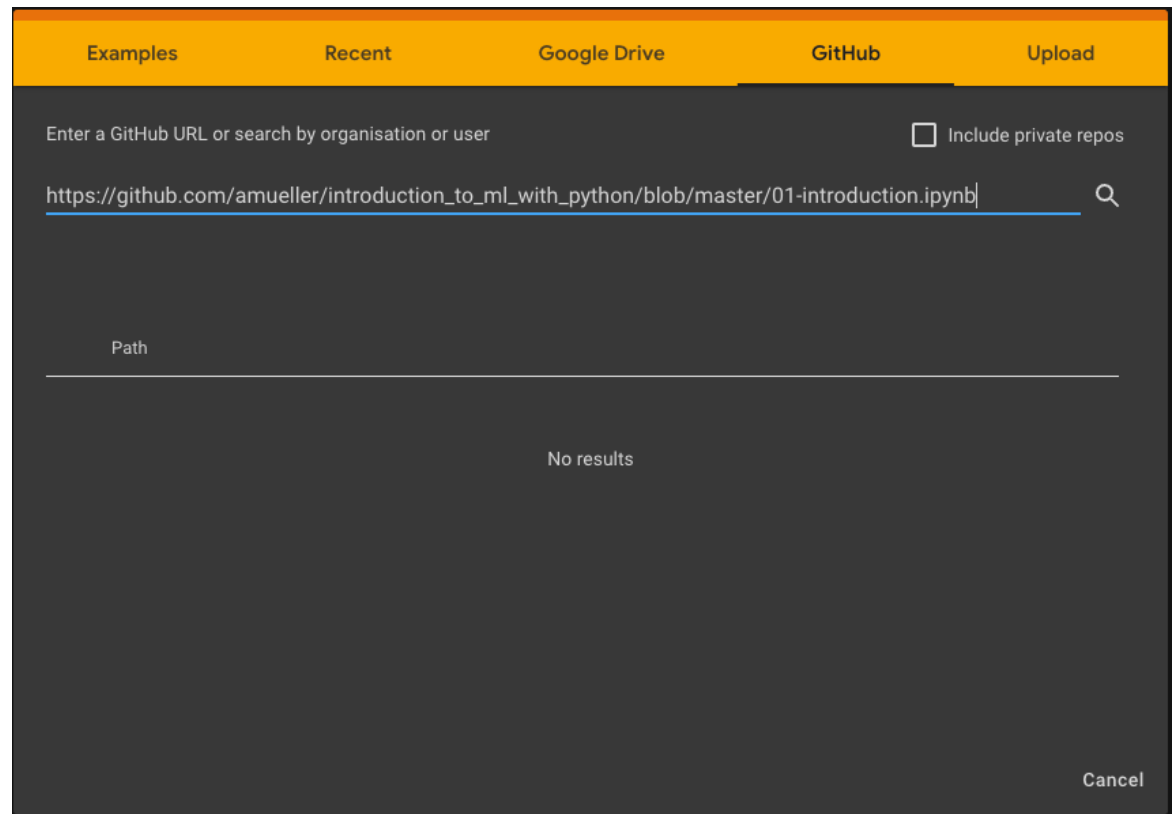 Examples Recent Google Drive GitHub Upload
Enter a GitHub URL or search by organisation or user Include private repos
https://github.com/amueller/introduction_to_ml_with_python/blob/master/01-introduction.ipynb
Path
No results
Cancel